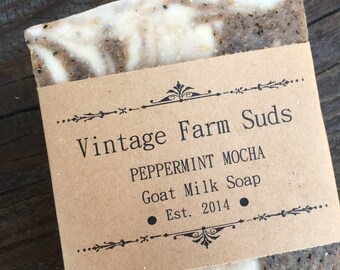 Vintage Farm Suds
PEPPERMINT MOCHA
Goat Milk Soap
Est. 2014